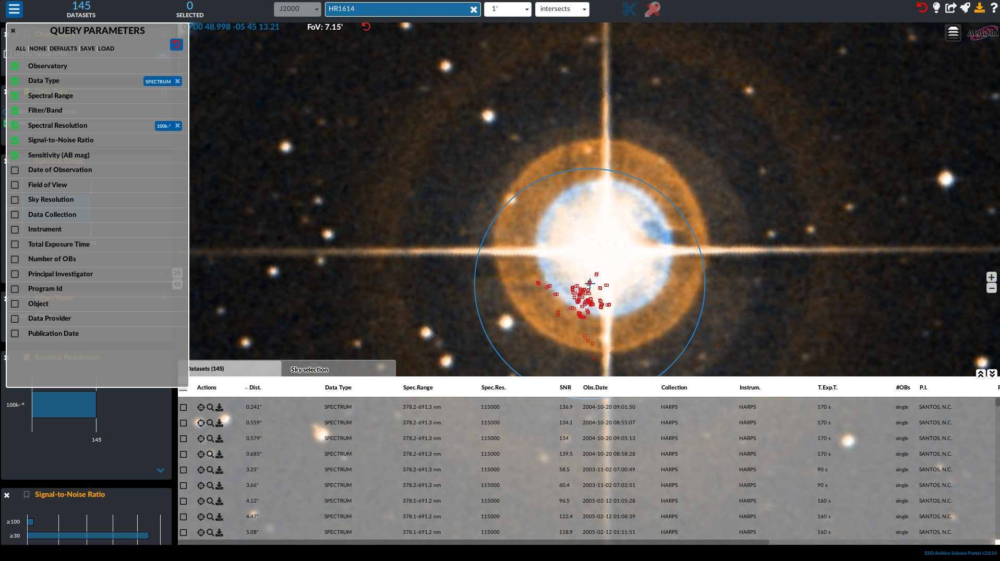 145
DATASETS
0
SELECTED
J2000
HR1614
1'
intersects
?
QUERY PARAMETERS
ALL | NONE | DEFAULTS | SAVE | LOAD
Observatory
Data Type SPECTRUM
Spectral Range
Filter/Band
Spectral Resolution 100k-*
Signal-to-Noise Ratio
Sensitivity (AB mag)
Date of Observation
Field of View
Sky Resolution
Data Collection
Instrument
Total Exposure Time
Number of OBs
Principal Investigator
Program Id
Object
Data Provider
Publication Date
La Silla Paranal APEX
145
Spectral Resolution
100k-*
145
Signal-to-Noise Ratio
≥100
≥30
00 48.998 -05 45 13.21
FoV: 7.15'
ALADIN
Datasets (145)
Sky selection
Actions Dist. Data Type Spec.Range Spec.Res. SNR Obs.Date Collection Instrum. T.Exp.T. #OBs P.I.
0.241" SPECTRUM 378.2-691.3 nm 115000 136.9 2004-10-20 09:01:50 HARPS HARPS 170 s single SANTOS, N.C.
0.559" SPECTRUM 378.2-691.3 nm 115000 134.1 2004-10-20 08:55:07 HARPS HARPS 170 s single SANTOS, N.C.
0.579" SPECTRUM 378.2-691.3 nm 115000 134 2004-10-20 09:05:13 HARPS HARPS 170 s single SANTOS, N.C.
0.685" SPECTRUM 378.2-691.3 nm 115000 139.5 2004-10-20 08:58:28 HARPS HARPS 170 s single SANTOS, N.C.
3.25" SPECTRUM 378.2-691.3 nm 115000 58.5 2003-11-02 07:00:49 HARPS HARPS 90 s single SANTOS, N.C.
3.66" SPECTRUM 378.2-691.3 nm 115000 60.4 2003-11-02 07:02:51 HARPS HARPS 90 s single SANTOS, N.C.
4.12" SPECTRUM 378.1-691.2 nm 115000 96.5 2005-02-12 01:05:28 HARPS HARPS 160 s single SANTOS, N.C.
4.47" SPECTRUM 378.1-691.2 nm 115000 122.4 2005-02-12 01:08:39 HARPS HARPS 160 s single SANTOS, N.C.
5.08" SPECTRUM 378.1-691.2 nm 115000 118.9 2005-02-12 01:11:51 HARPS HARPS 160 s single SANTOS, N.C.
ESO Archive Science Portal v2.0.14